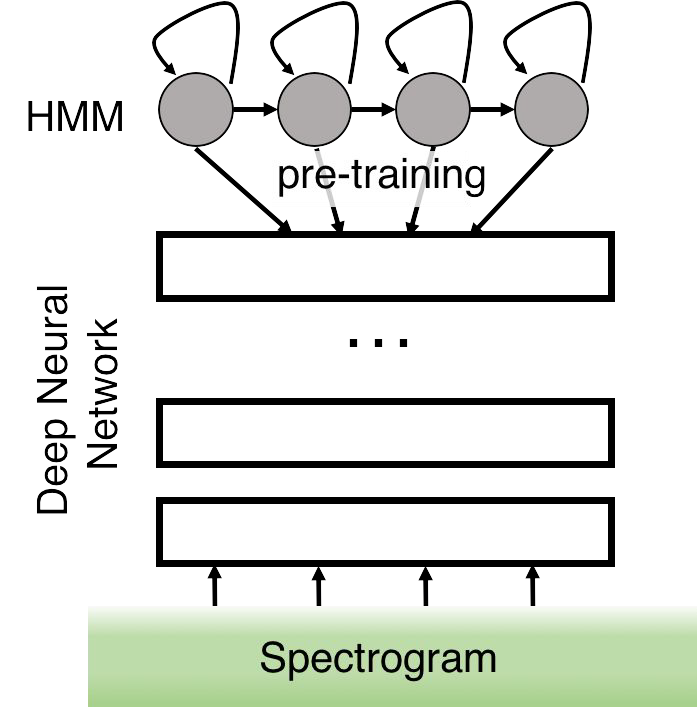 HMM
pre-training
...
Deep Neural
Network
Spectrogram